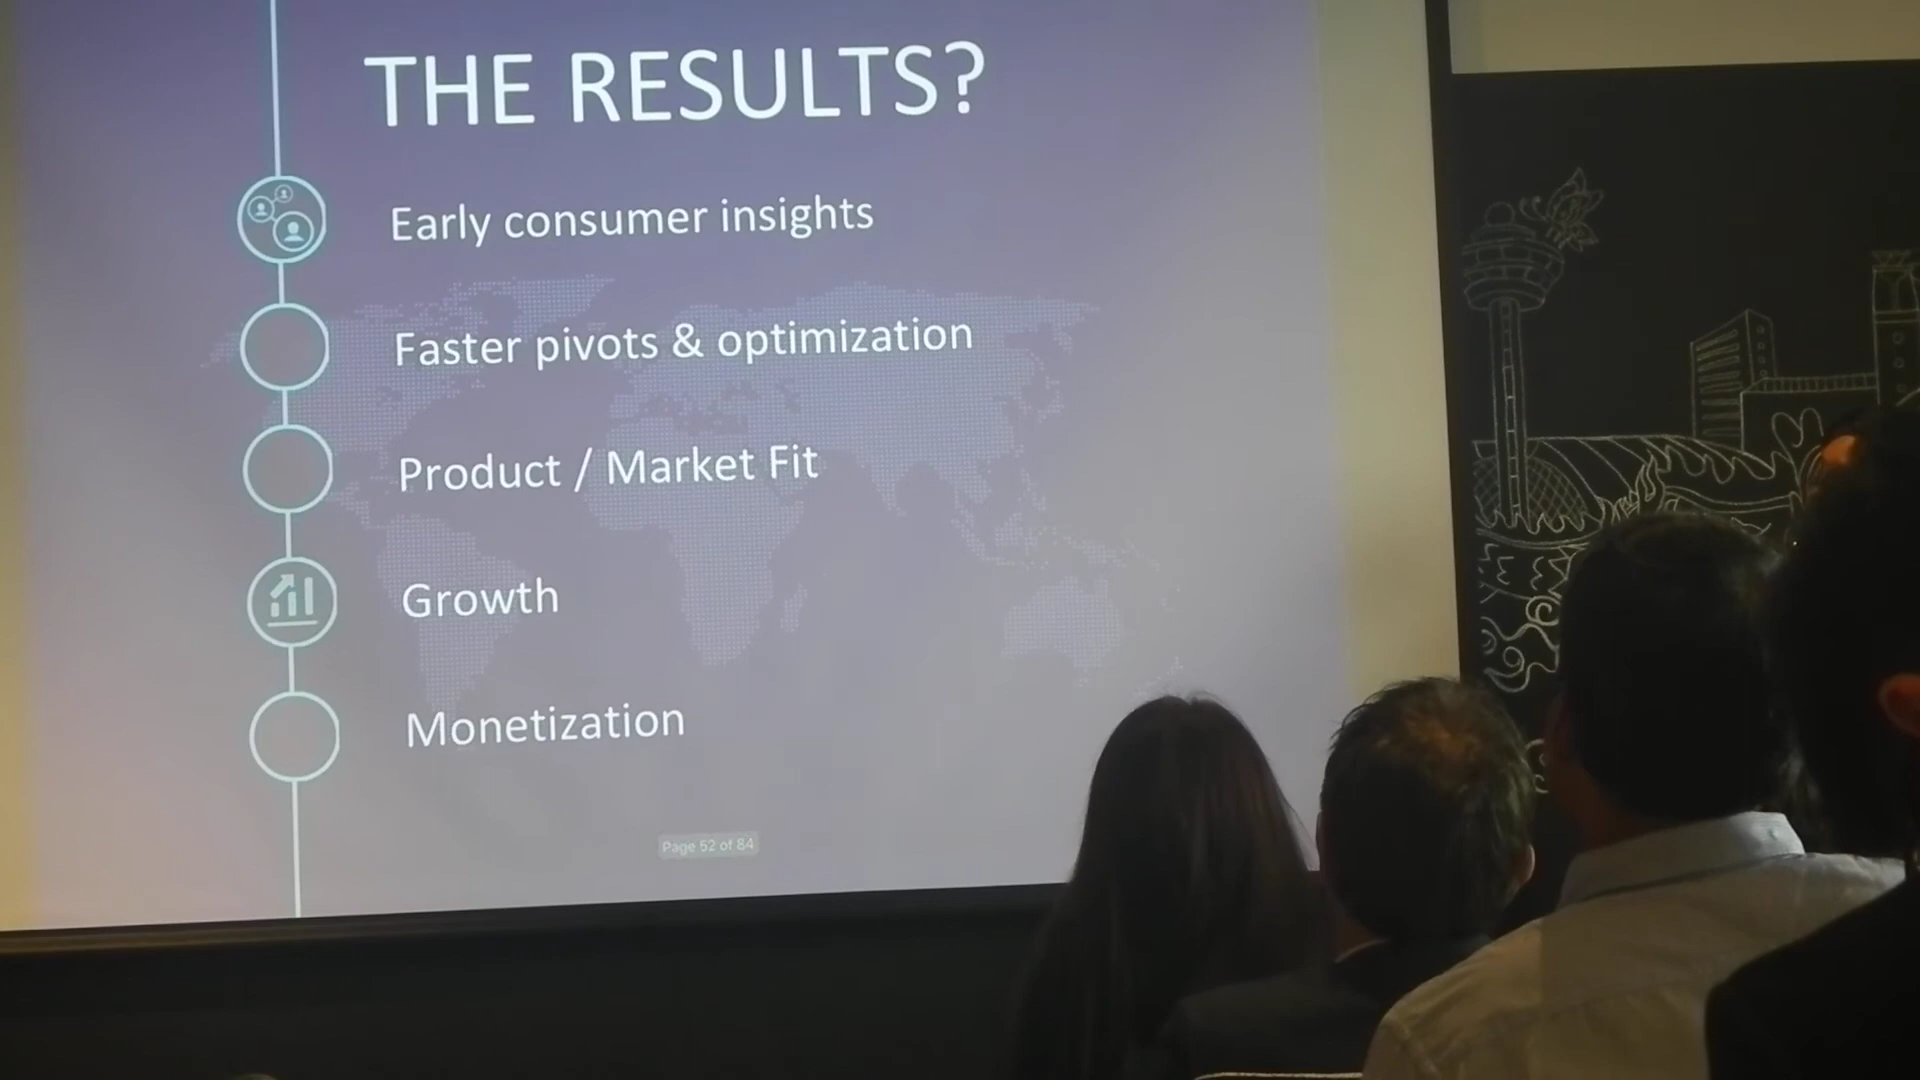 THE RESULTS?
Early consumer insights
Faster pivots & optimization
Product / Market Fit
Growth
Monetization
Page 52 of 84